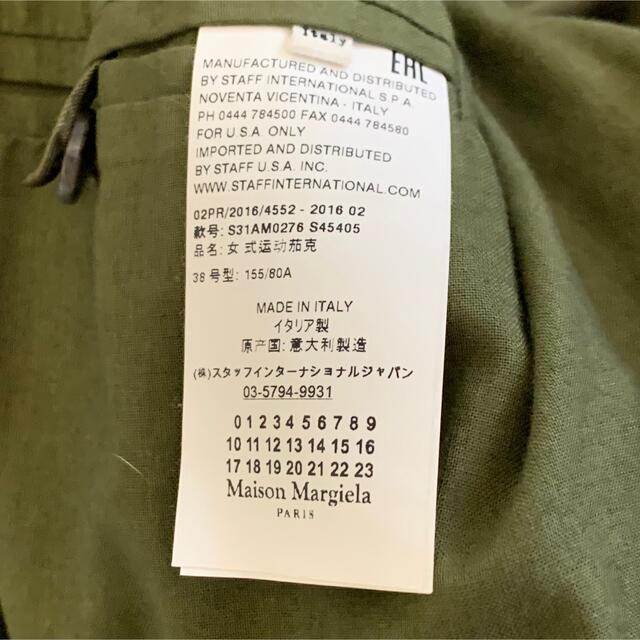 Italy
EAC
MANUFACTURED AND DISTRIBUTED
BY STAFF INTERNATIONAL S.P.A.
NOVENTA VICENTINA - ITALY
PH 0444 784500 FAX 0444 784580
FOR U.S.A. ONLY
IMPORTED AND DISTRIBUTED
BY STAFF U.S.A. INC.
WWW.STAFFINTERNATIONAL.COM
02PR/2016/4552 - 2016 02
款号: S31AM0276 S45405
品名: 女式运动茄克
38 号型: 155/80A
MADE IN ITALY
イタリア製
原产国: 意大利製造
(株)スタッフインターナショナルジャパン
03-5794-9931
0 1 2 3 4 5 6 7 8 9
10 11 12 13 14 15 16
17 18 19 20 21 22 23
Maison Margiela
PARIS